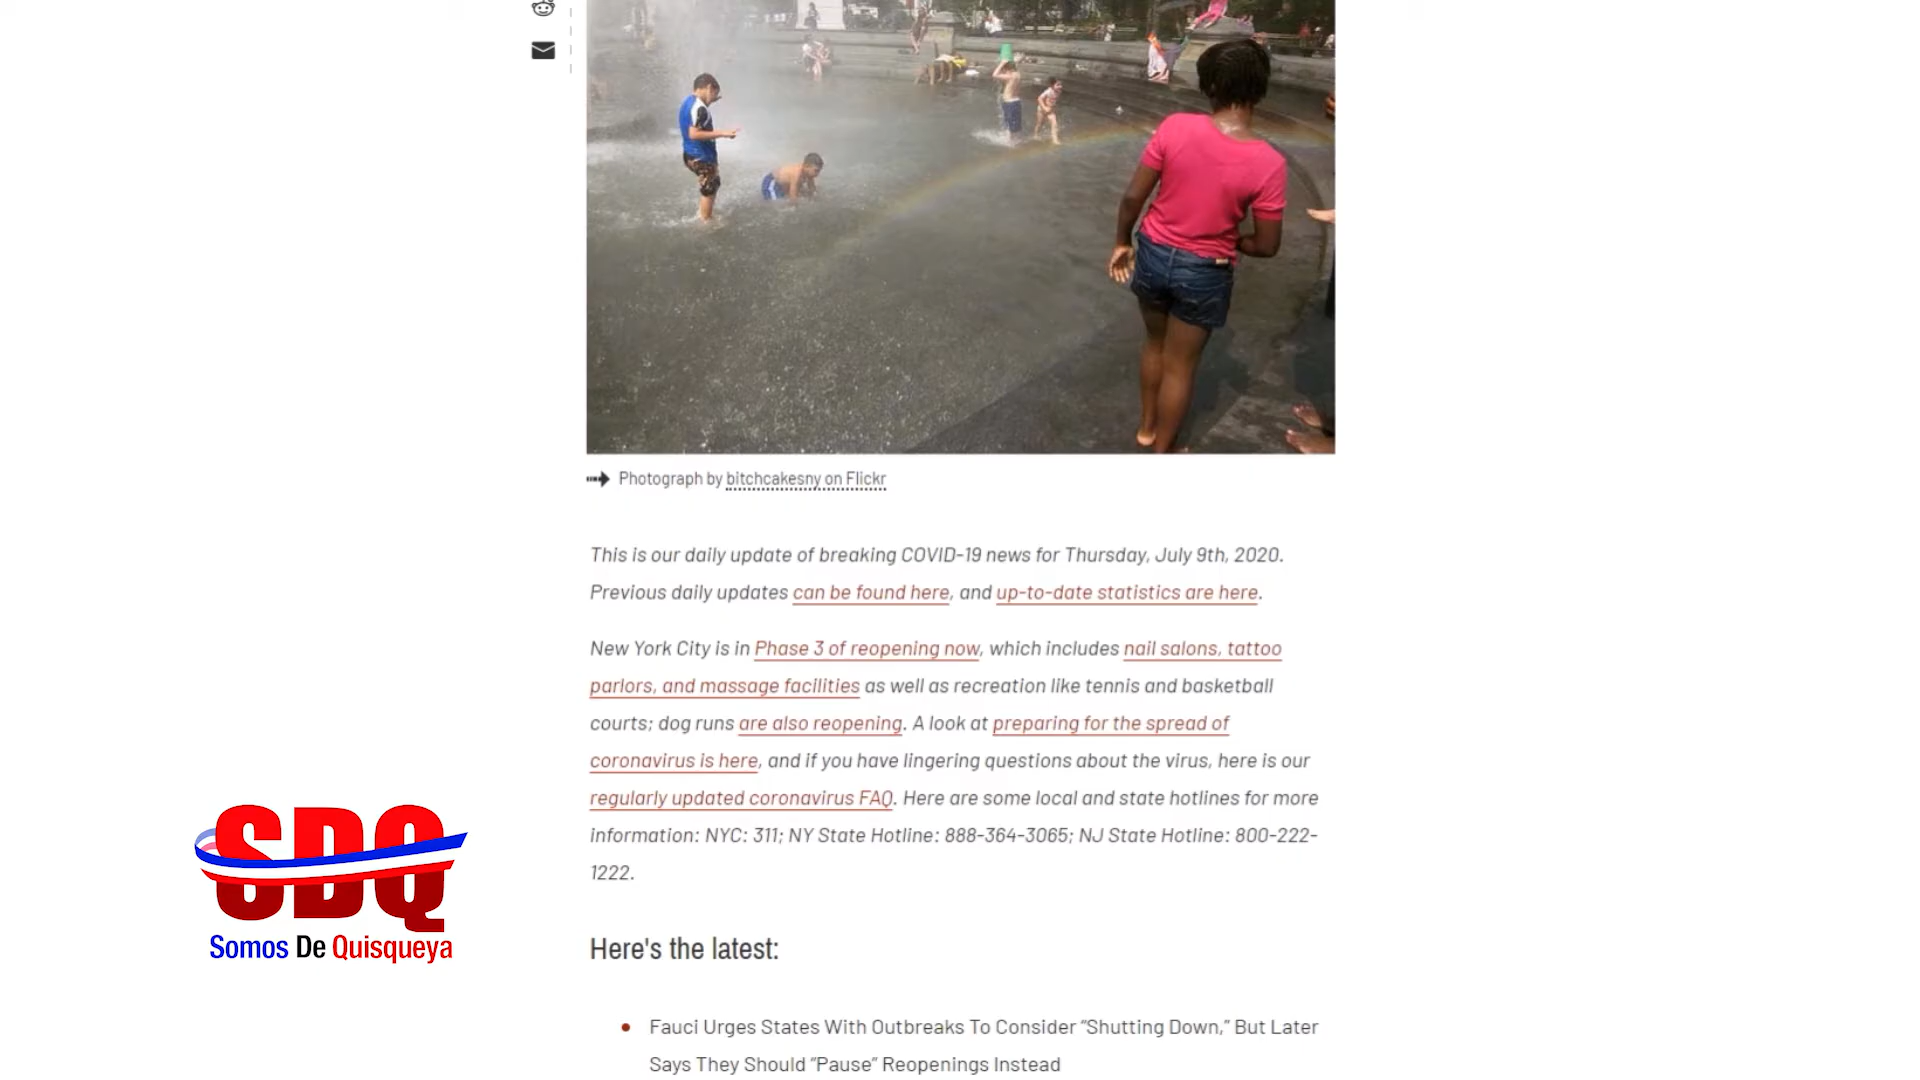 Photograph by bitchcakesny on Flickr
This is our daily update of breaking COVID-19 news for Thursday, July 9th, 2020.
Previous daily updates can be found here, and up-to-date statistics are here.
New York City is in Phase 3 of reopening now, which includes nail salons, tattoo
parlors, and massage facilities as well as recreation like tennis and basketball
courts; dog runs are also reopening. A look at preparing for the spread of
coronavirus is here, and if you have lingering questions about the virus, here is our
regularly updated coronavirus FAQ. Here are some local and state hotlines for more
information: NYC: 311; NY State Hotline: 888-364-3065; NJ State Hotline: 800-222-
1222.
SDQ
Somos De Quisqueya
Here's the latest:
Fauci Urges States With Outbreaks To Consider “Shutting Down,” But Later
Says They Should “Pause” Reopenings Instead